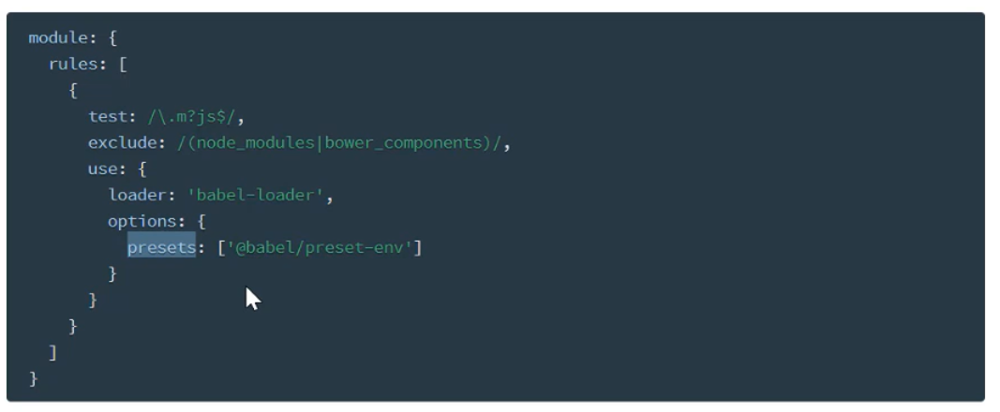 module: {
  rules: [
    {
      test: /\.m?js$/,
      exclude: /(node_modules|bower_components)/,
      use: {
        loader: 'babel-loader',
        options: {
          presets: ['@babel/preset-env']
        }
      }
    }
  ]
}